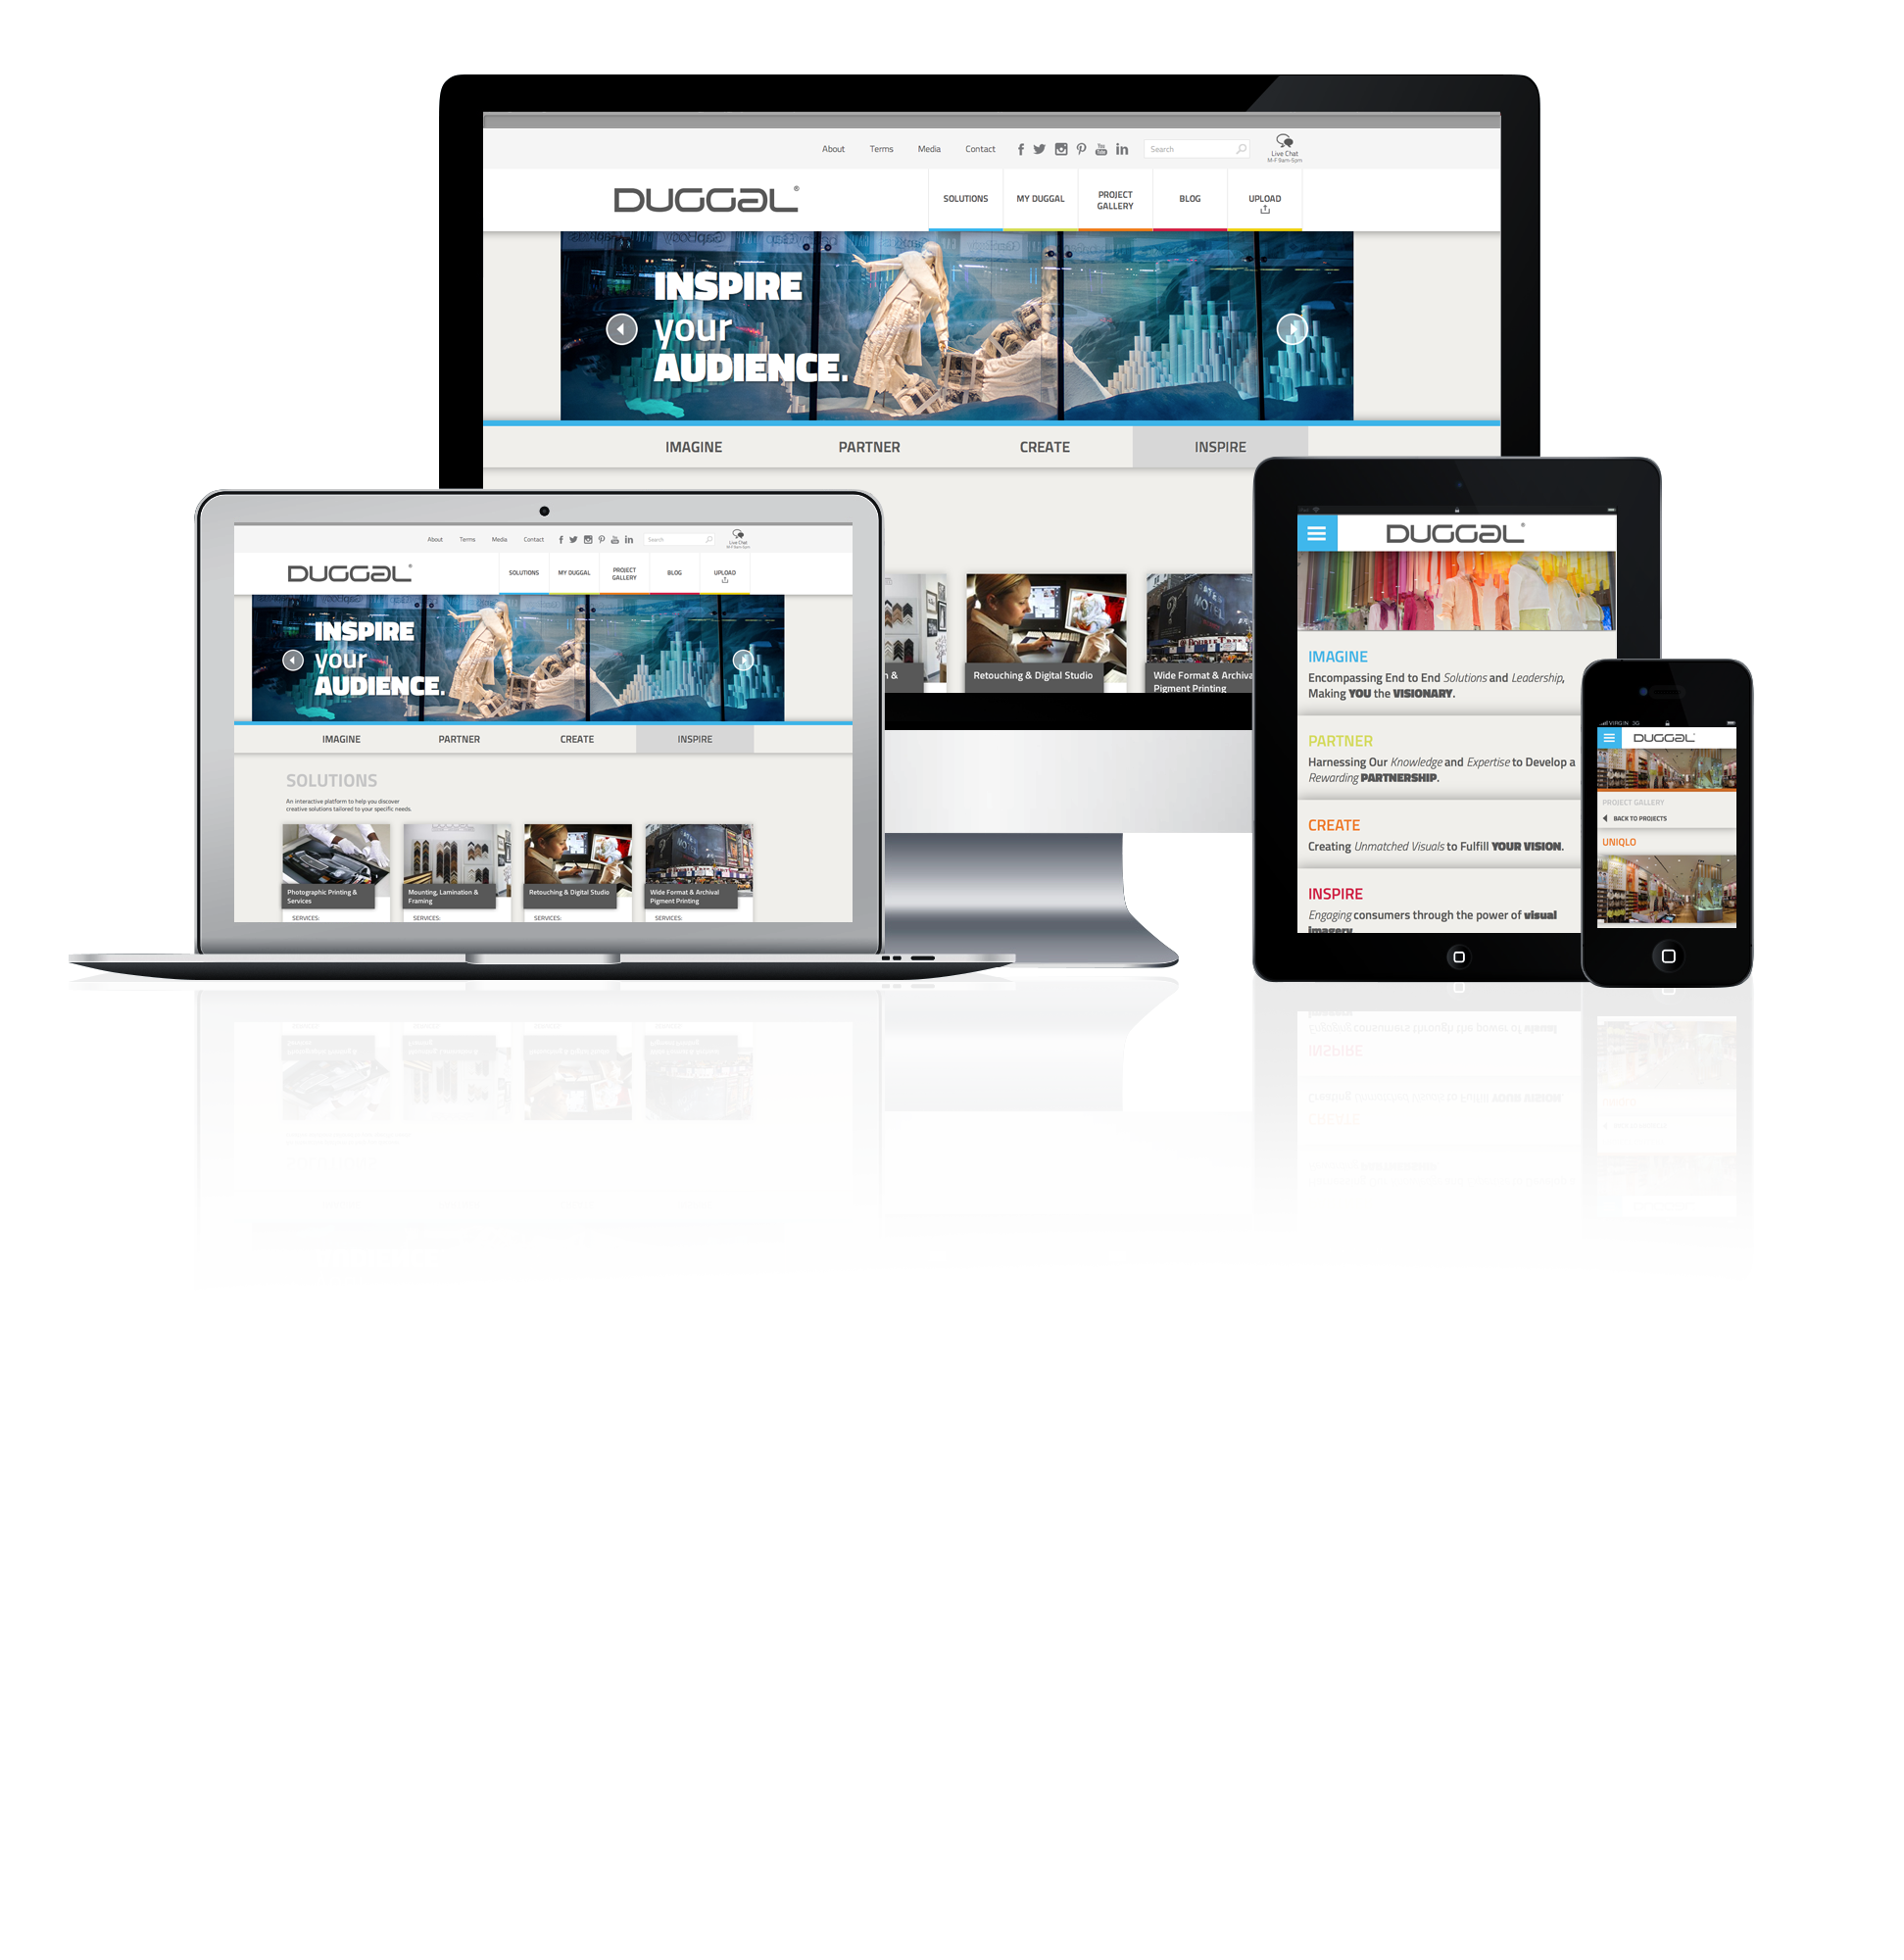 About Terms Media Contact Search Live Chat
M-F 9am-5pm
DUGGAL®
SOLUTIONS MY DUGGAL PROJECT GALLERY BLOG UPLOAD
INSPIRE
your
AUDIENCE.
IMAGINE PARTNER CREATE INSPIRE
Retouching & Digital Studio
Wide Format & Archiva
Pigment Printing
About Terms Media Contact Search Live Chat
M-F 9am-5pm
DUGGAL®
SOLUTIONS MY DUGGAL PROJECT GALLERY BLOG UPLOAD
INSPIRE
your
AUDIENCE.
IMAGINE PARTNER CREATE INSPIRE
SOLUTIONS
An interactive platform to help you discover
creative solutions tailored to your specific needs.
Photographic Printing &
Services
SERVICES:
Mounting, Lamination &
Framing
SERVICES:
Retouching & Digital Studio
SERVICES:
Wide Format & Archival
Pigment Printing
SERVICES:
DUGGAL®
IMAGINE
Encompassing End to End Solutions and Leadership,
Making YOU the VISIONARY.
PARTNER
Harnessing Our Knowledge and Expertise to Develop a
Rewarding PARTNERSHIP.
CREATE
Creating Unmatched Visuals to Fulfill YOUR VISION.
INSPIRE
Engaging consumers through the power of visual
imagery
VIRGIN 3G
DUGGAL
PROJECT GALLERY
BACK TO PROJECTS
UNIQLO